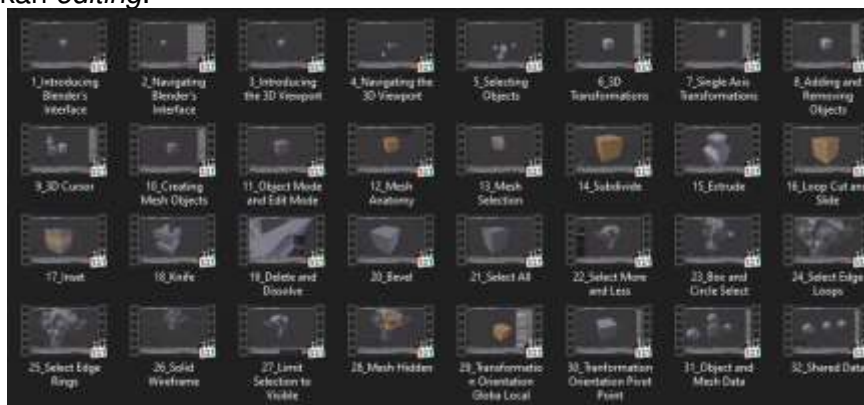 kan editing.
1_Introducing
Blender's
Interface
2_Navigating
Blender's
Interface
3_Introducing
the 3D Viewport
4_Navigating the
3D Viewport
5_Selecting
Objects
6_3D
Transformations
7_Single Axis
Transformations
8_Adding and
Removing
Objects
9_3D Cursor
10_Creating
Mesh Objects
11_Object Mode
and Edit Mode
12_Mesh
Anatomy
13_Mesh
Selection
14_Subdivide
15_Extrude
16_Loop Cut an
Slide
17_Inset
18_Knife
19_Delete and
Dissolve
20_Bevel
21_Select All
22_Select More
and Less
23_Box and
Circle Select
24_Select Edge
Loops
25_Select Edge
Rings
26_Solid
Wireframe
27_Limit
Selection to
Visible
28_Mesh Hidden
29_Transformatio
n Orientation
Globa Local
30_Tranformation
Orientation Pivot
Point
31_Object and
Mesh Data
32_Shared Data